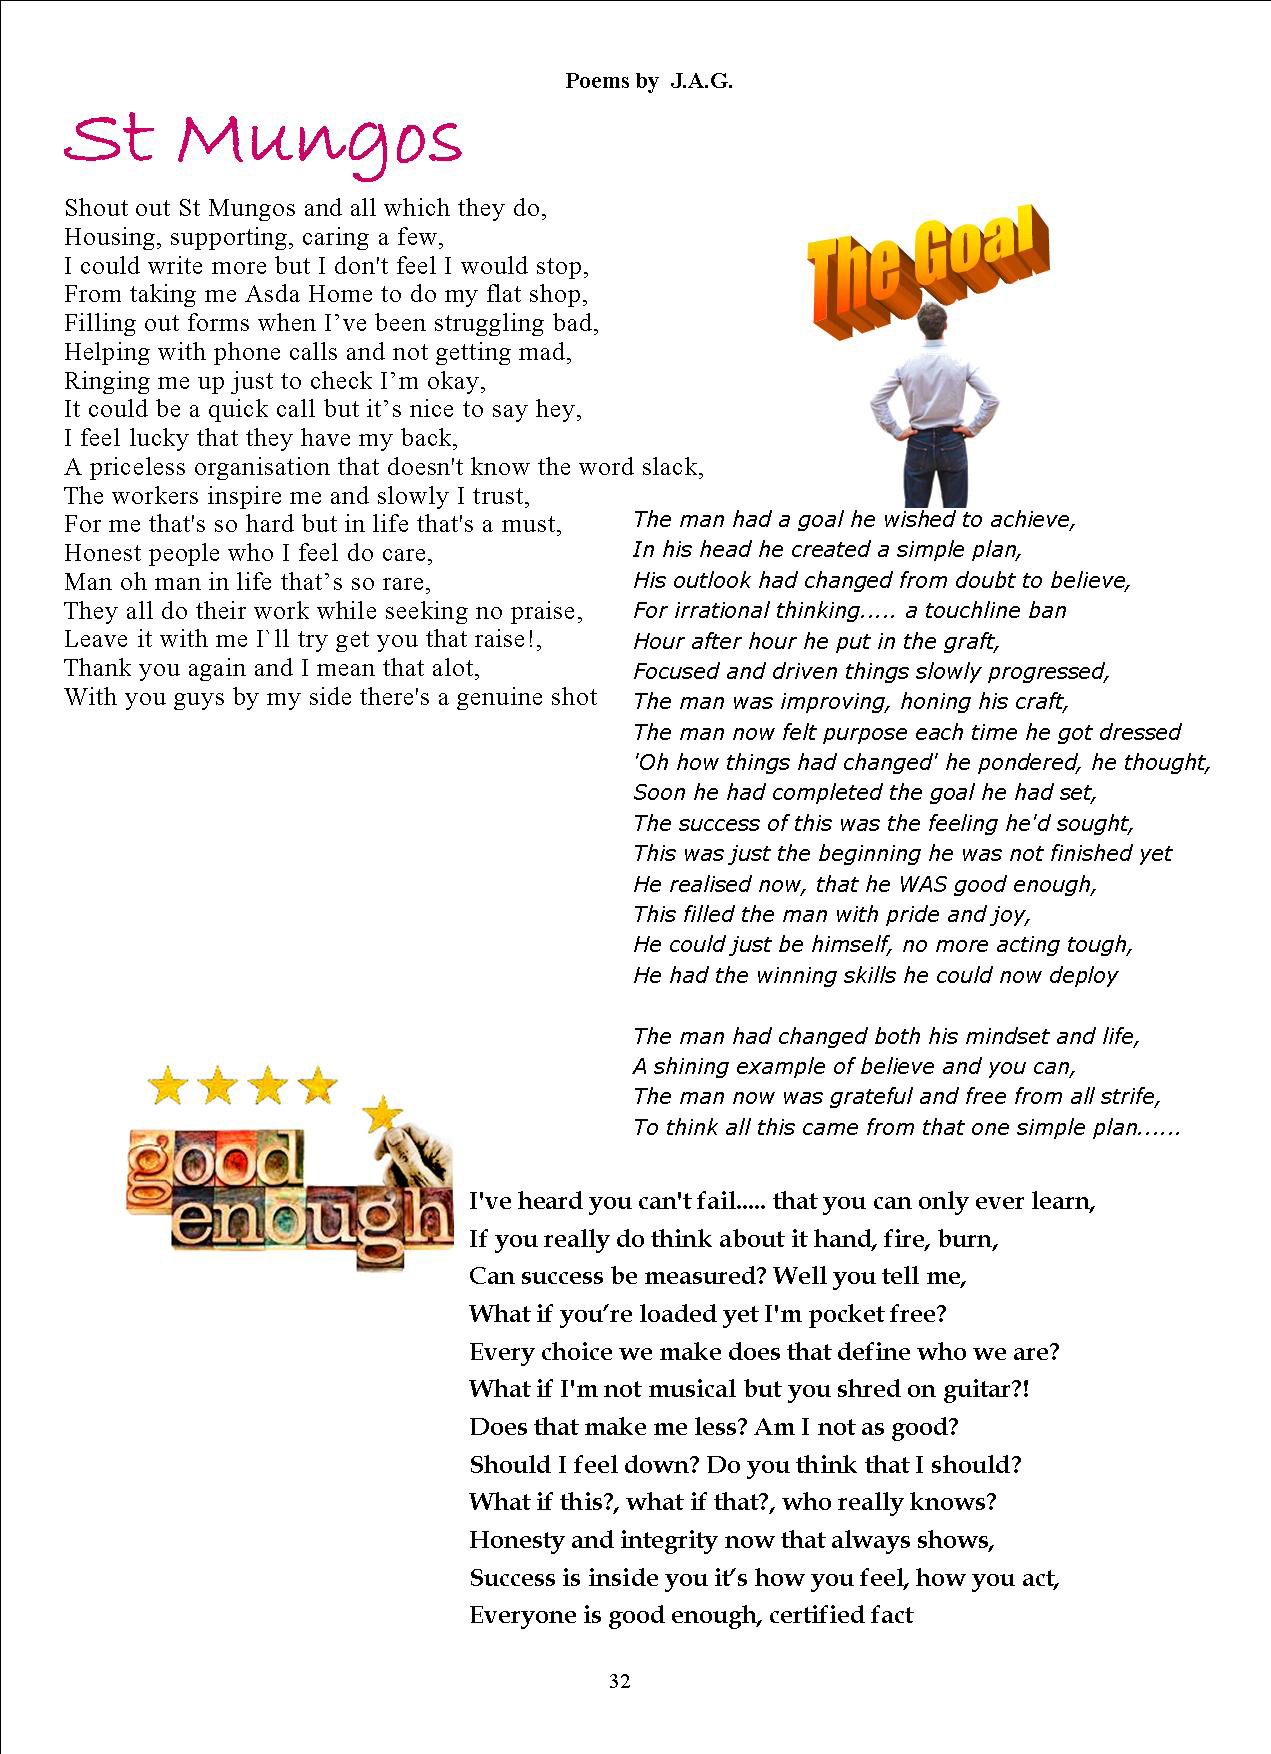 Poems by J.A.G.
St Mungos
Shout out St Mungos and all which they do,
Housing, supporting, caring a few,
I could write more but I don't feel I would stop,
From taking me Asda Home to do my flat shop,
Filling out forms when I’ve been struggling bad,
Helping with phone calls and not getting mad,
Ringing me up just to check I’m okay,
It could be a quick call but it’s nice to say hey,
I feel lucky that they have my back,
A priceless organisation that doesn't know the word slack,
The workers inspire me and slowly I trust,
For me that's so hard but in life that's a must,
Honest people who I feel do care,
Man oh man in life that’s so rare,
They all do their work while seeking no praise,
Leave it with me I`ll try get you that raise!,
Thank you again and I mean that alot,
With you guys by my side there's a genuine shot
The Goal
The man had a goal he wished to achieve,
In his head he created a simple plan,
His outlook had changed from doubt to believe,
For irrational thinking..... a touchline ban
Hour after hour he put in the graft,
Focused and driven things slowly progressed,
The man was improving, honing his craft,
The man now felt purpose each time he got dressed
'Oh how things had changed' he pondered, he thought,
Soon he had completed the goal he had set,
The success of this was the feeling he'd sought,
This was just the beginning he was not finished yet
He realised now, that he WAS good enough,
This filled the man with pride and joy,
He could just be himself, no more acting tough,
He had the winning skills he could now deploy
The man had changed both his mindset and life,
A shining example of believe and you can,
The man now was grateful and free from all strife,
To think all this came from that one simple plan......
good
enough
I've heard you can't fail..... that you can only ever learn,
If you really do think about it hand, fire, burn,
Can success be measured? Well you tell me,
What if you’re loaded yet I'm pocket free?
Every choice we make does that define who we are?
What if I'm not musical but you shred on guitar?!
Does that make me less? Am I not as good?
Should I feel down? Do you think that I should?
What if this?, what if that?, who really knows?
Honesty and integrity now that always shows,
Success is inside you it’s how you feel, how you act,
Everyone is good enough, certified fact
32